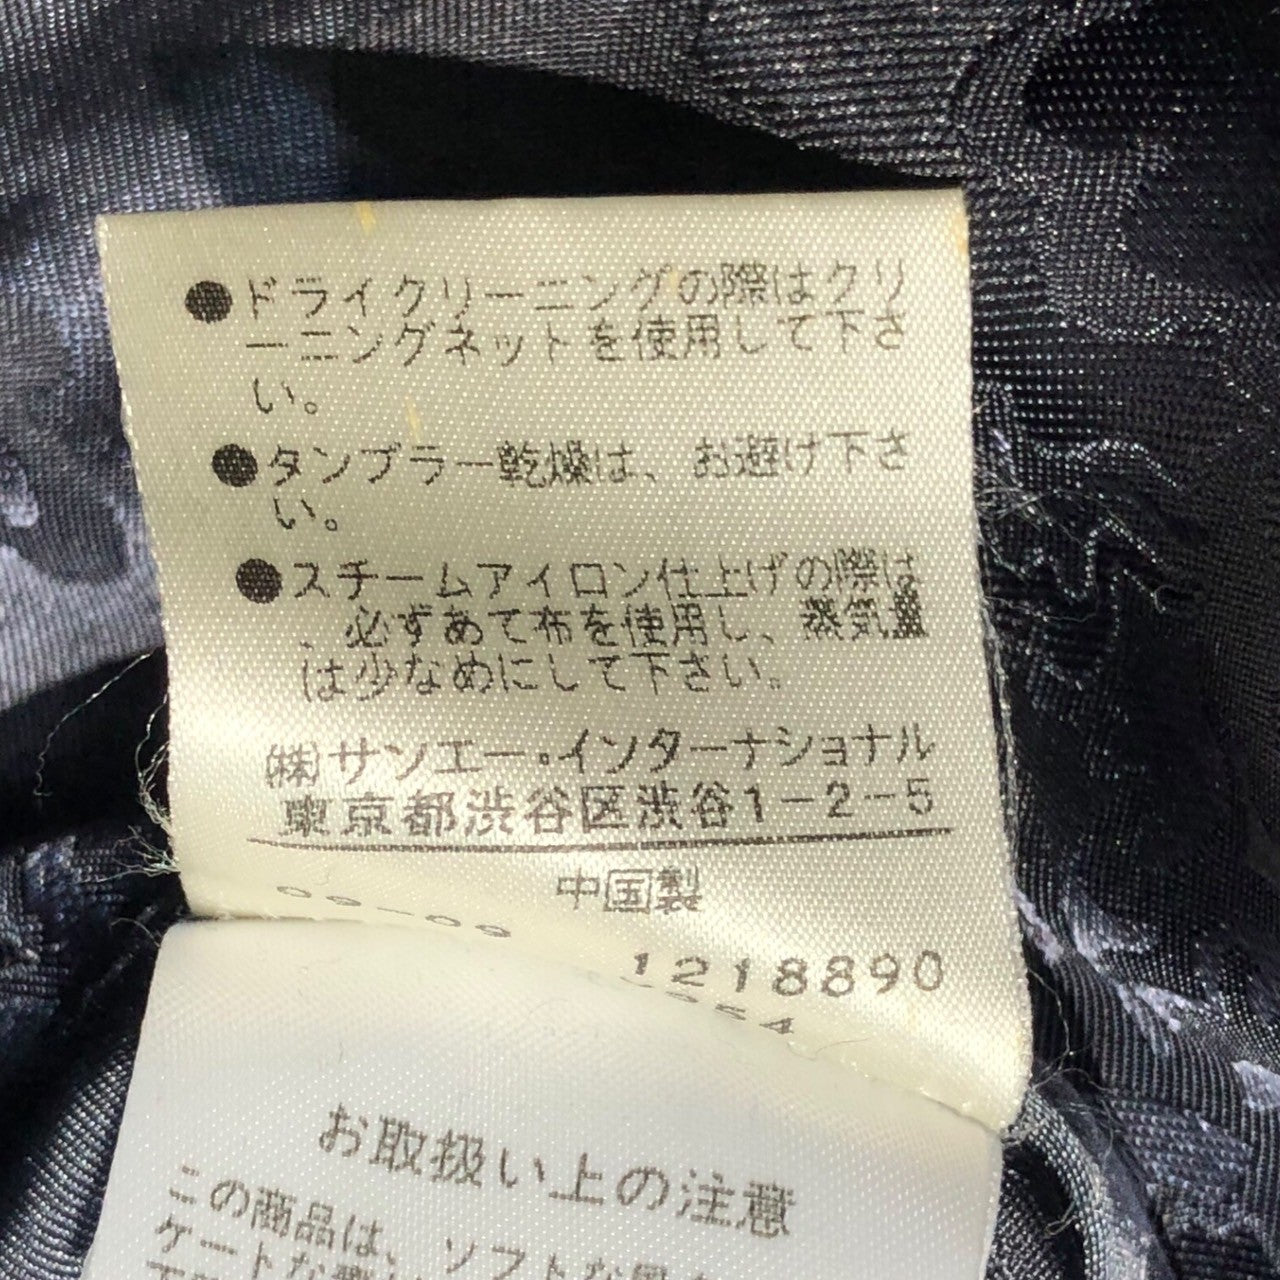 ●ドライクリーニングの際はクリ
ーニングネットを使用して下さ
い。
●タンブラー乾燥は、お避け下さ
い。
●スチームアイロン仕上げの際は
、必ずあて布を使用し、蒸気量
は少なめにして下さい。
(株)サンエー・インターナショナル
東京都渋谷区渋谷1-2-5
中国製
09-09
1218890
お取扱い上の注意
この商品は、ソフトな風
ケートな